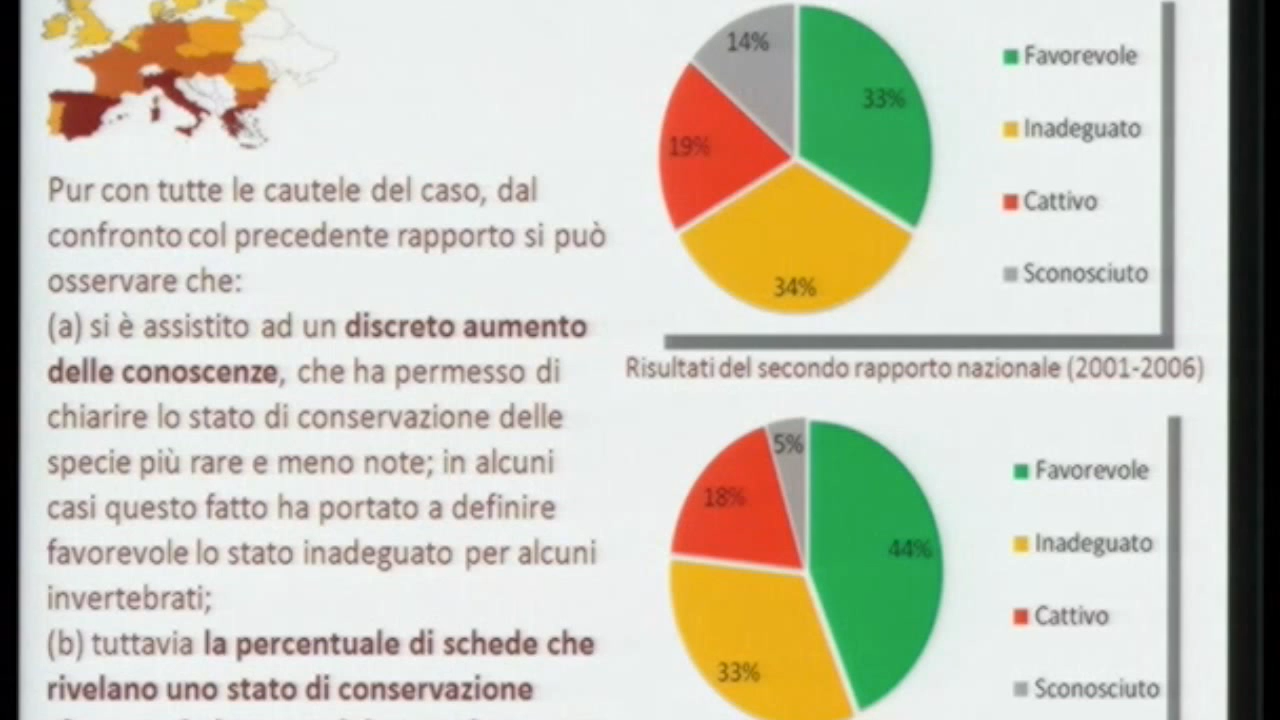 Pur con tutte le cautele del caso, dal
confronto col precedente rapporto si può
osservare che:
(a) si è assistito ad un discreto aumento
delle conoscenze, che ha permesso di
chiarire lo stato di conservazione delle
specie più rare e meno note; in alcuni
casi questo fatto ha portato a definire
favorevole lo stato inadeguato per alcuni
invertebrati;
(b) tuttavia la percentuale di schede che
rivelano uno stato di conservazione
14%
33%
19%
34%
Favorevole
Inadeguato
Cattivo
Sconosciuto
Risultati del secondo rapporto nazionale (2001-2006)
5%
18%
44%
33%
Favorevole
Inadeguato
Cattivo
Sconosciuto